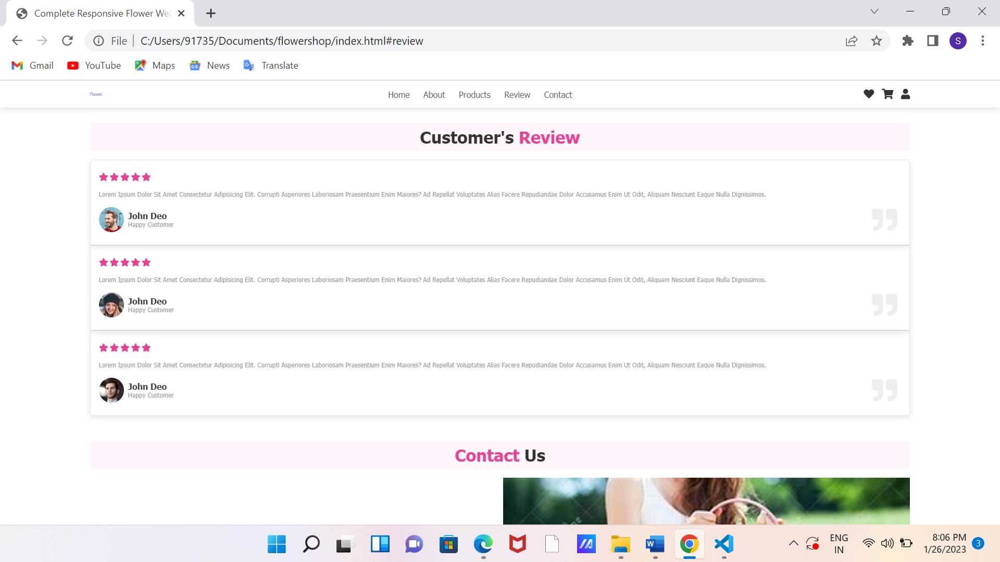 Complete Responsive Flower We
File C:/Users/91735/Documents/flowershop/index.html#review
S
Gmail YouTube Maps News Translate
Flower. Home About Products Review Contact
Customer's Review
Lorem Ipsum Dolor Sit Amet Consectetur Adipisicing Elit. Corrupti Asperiores Laboriosam Praesentium Enim Maiores? Ad Repellat Voluptates Alias Facere Repudiandae Dolor Accusamus Enim Ut Odit, Aliquam Nesciunt Eaque Nulla Dignissimos.
John Deo
Happy Customer
Lorem Ipsum Dolor Sit Amet Consectetur Adipisicing Elit. Corrupti Asperiores Laboriosam Praesentium Enim Maiores? Ad Repellat Voluptates Alias Facere Repudiandae Dolor Accusamus Enim Ut Odit, Aliquam Nesciunt Eaque Nulla Dignissimos.
John Deo
Happy Customer
Lorem Ipsum Dolor Sit Amet Consectetur Adipisicing Elit. Corrupti Asperiores Laboriosam Praesentium Enim Maiores? Ad Repellat Voluptates Alias Facere Repudiandae Dolor Accusamus Enim Ut Odit, Aliquam Nesciunt Eaque Nulla Dignissimos.
John Deo
Happy Customer
Contact Us
ENG
IN
8:06 PM
1/26/2023
3